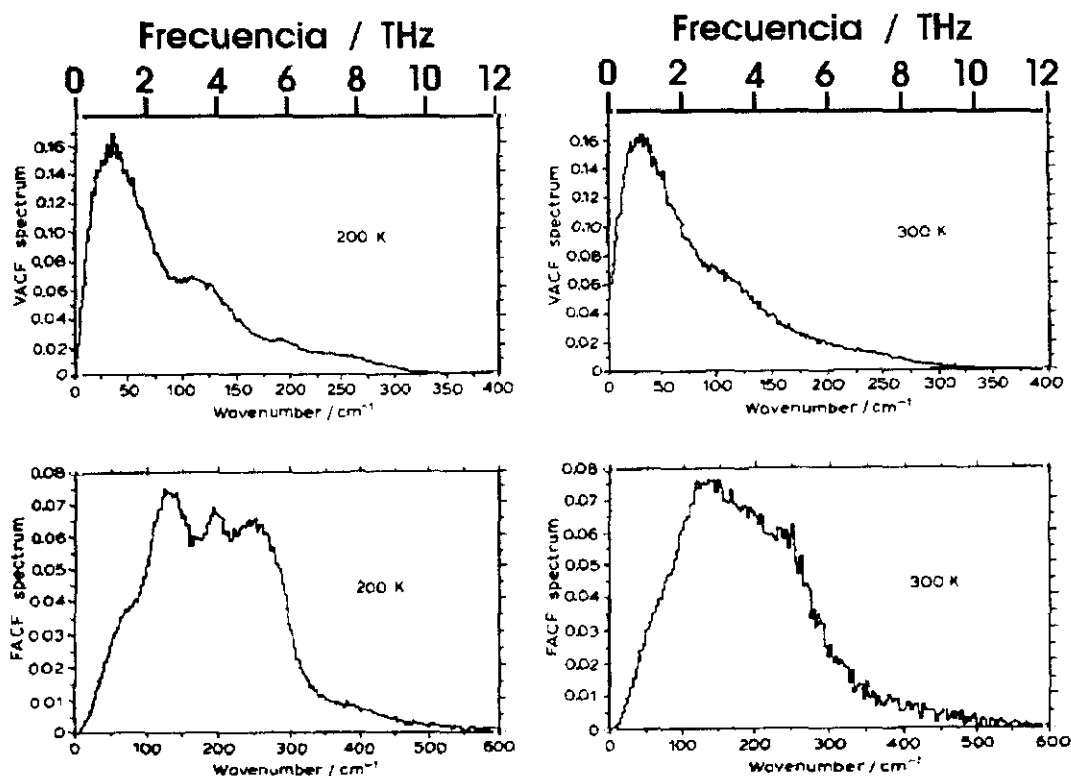 Frecuencia / THz
0 2 4 6 8 10 12
0.16
0.14
0.12
0.10
0.08
0.06
0.04
0.02
0
VACF spectrum
200 K
0 50 100 150 200 250 300 350 400
Wavenumber / cm⁻¹
Frecuencia / THz
0 2 4 6 8 10 12
0.16
0.14
0.12
0.10
0.08
0.06
0.04
0.02
0
VACF spectrum
300 K
0 50 100 150 200 250 300 350 400
Wavenumber / cm⁻¹
0.08
0.07
0.06
0.05
0.04
0.03
0.02
0.01
0
FACF spectrum
200 K
0 100 200 300 400 500 600
Wavenumber / cm⁻¹
0.08
0.07
0.06
0.05
0.04
0.03
0.02
0.01
0
FACF spectrum
300 K
0 100 200 300 400 500 600
Wavenumber / cm⁻¹